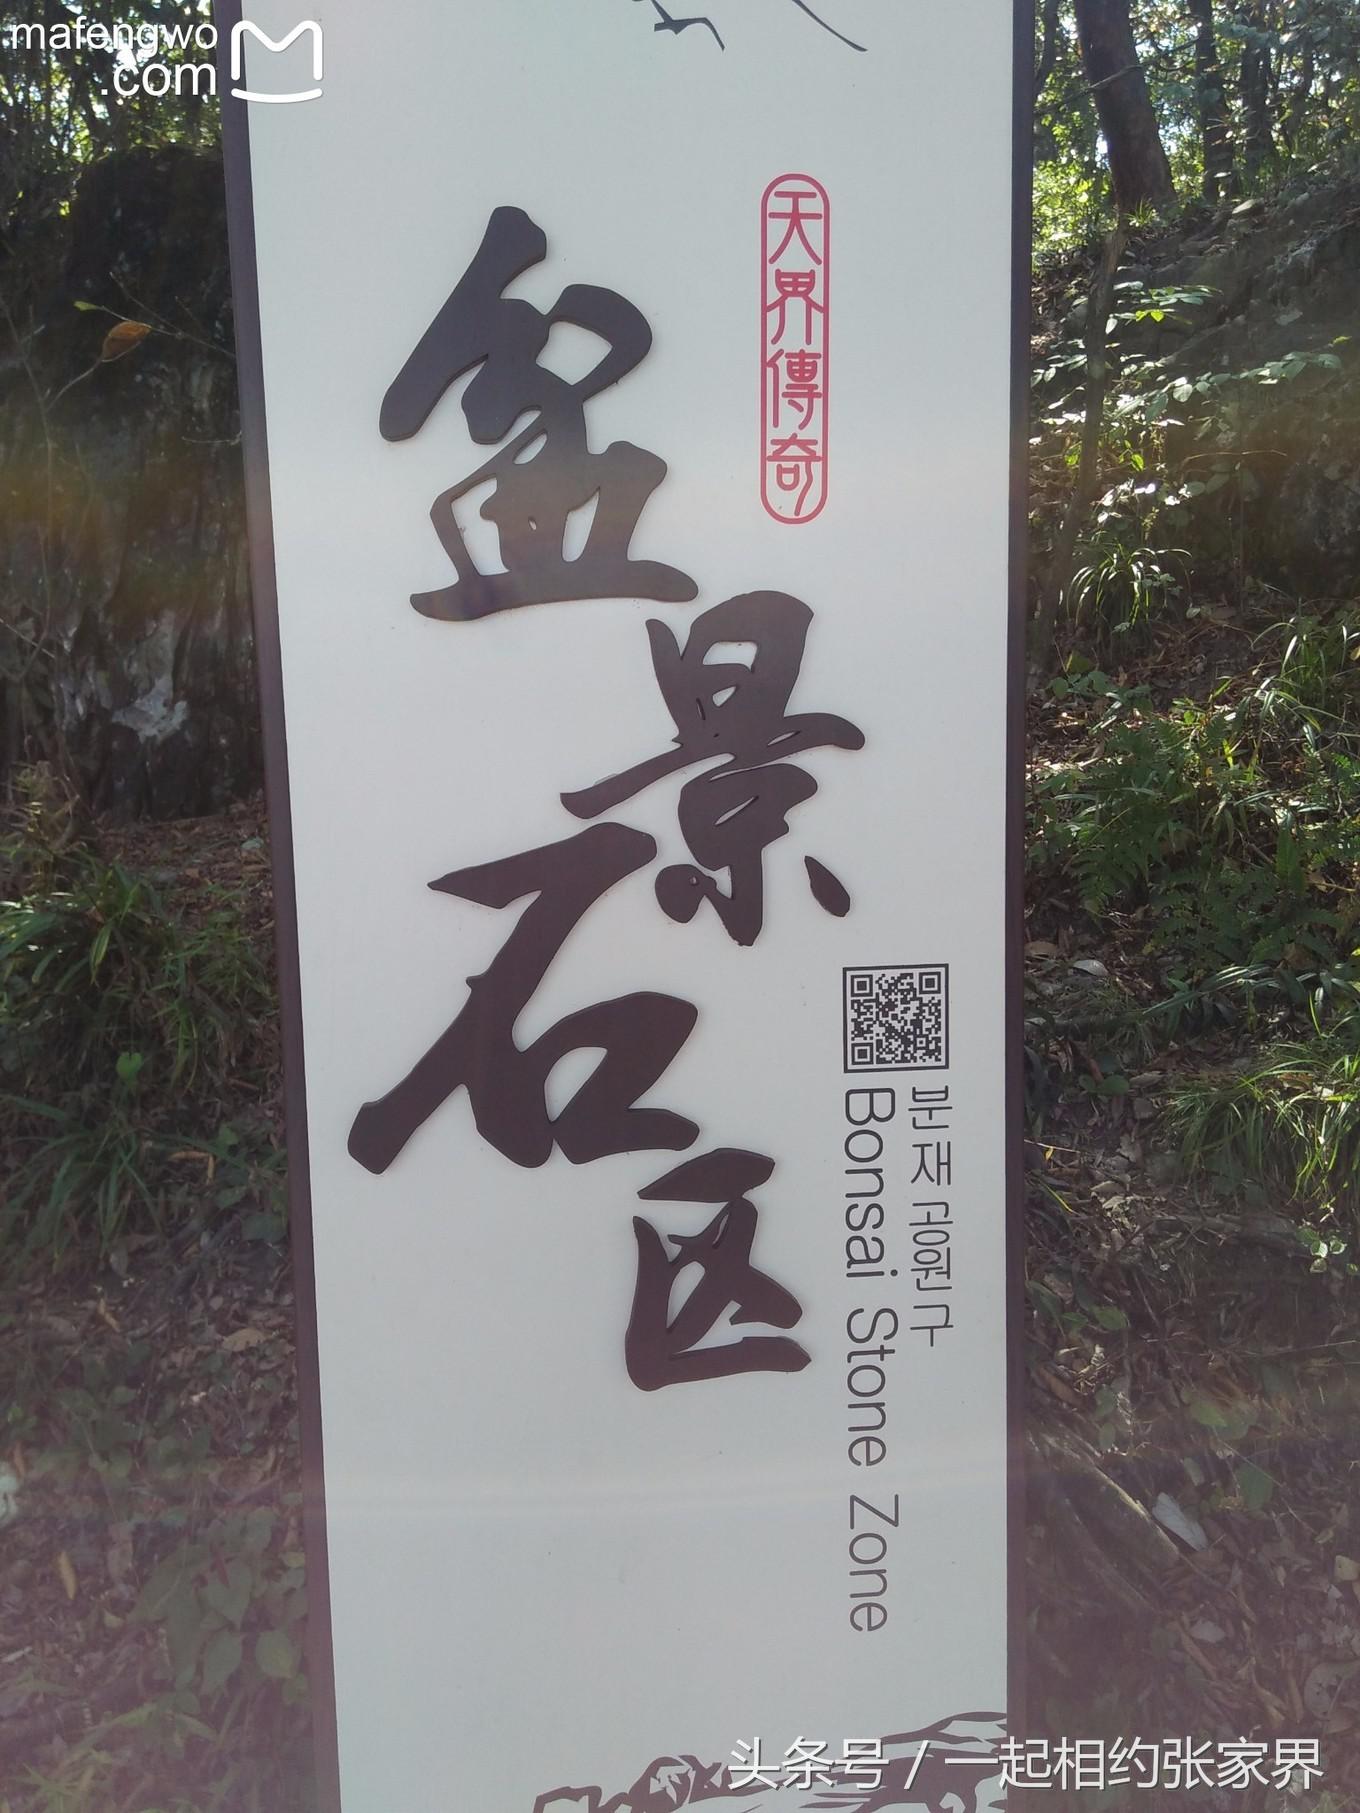 mafengwo
.com
天界傳奇
盆景石区
분재공원구
Bonsai Stone Zone
头条号 / 一起相约张家界